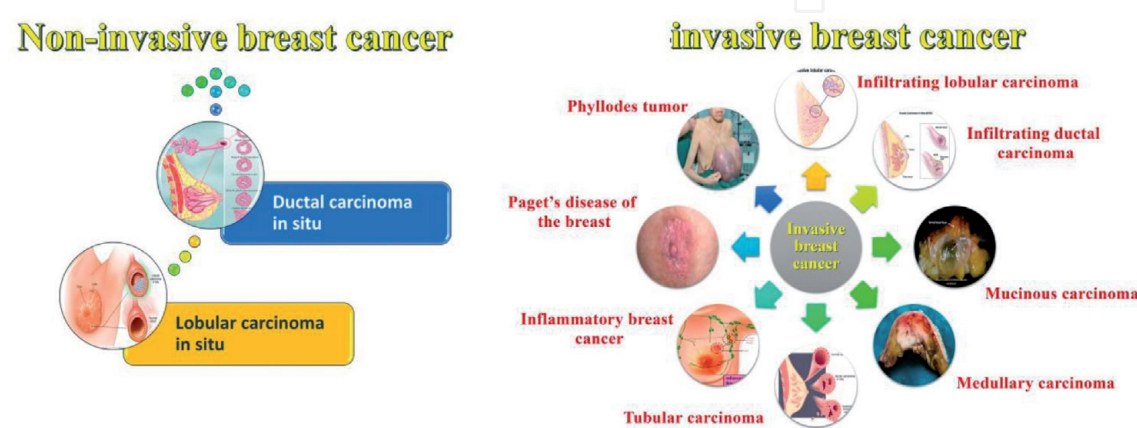 Non-invasive breast cancer
Ductal carcinoma
in situ
Lobular carcinoma
in situ
invasive breast cancer
Infiltrating lobular carcinoma
Phyllodes tumor
Infiltrating ductal
carcinoma
Paget's disease of
the breast
Invasive
breast
cancer
Mucinous carcinoma
Inflammatory breast
cancer
Medullary carcinoma
Tubular carcinoma